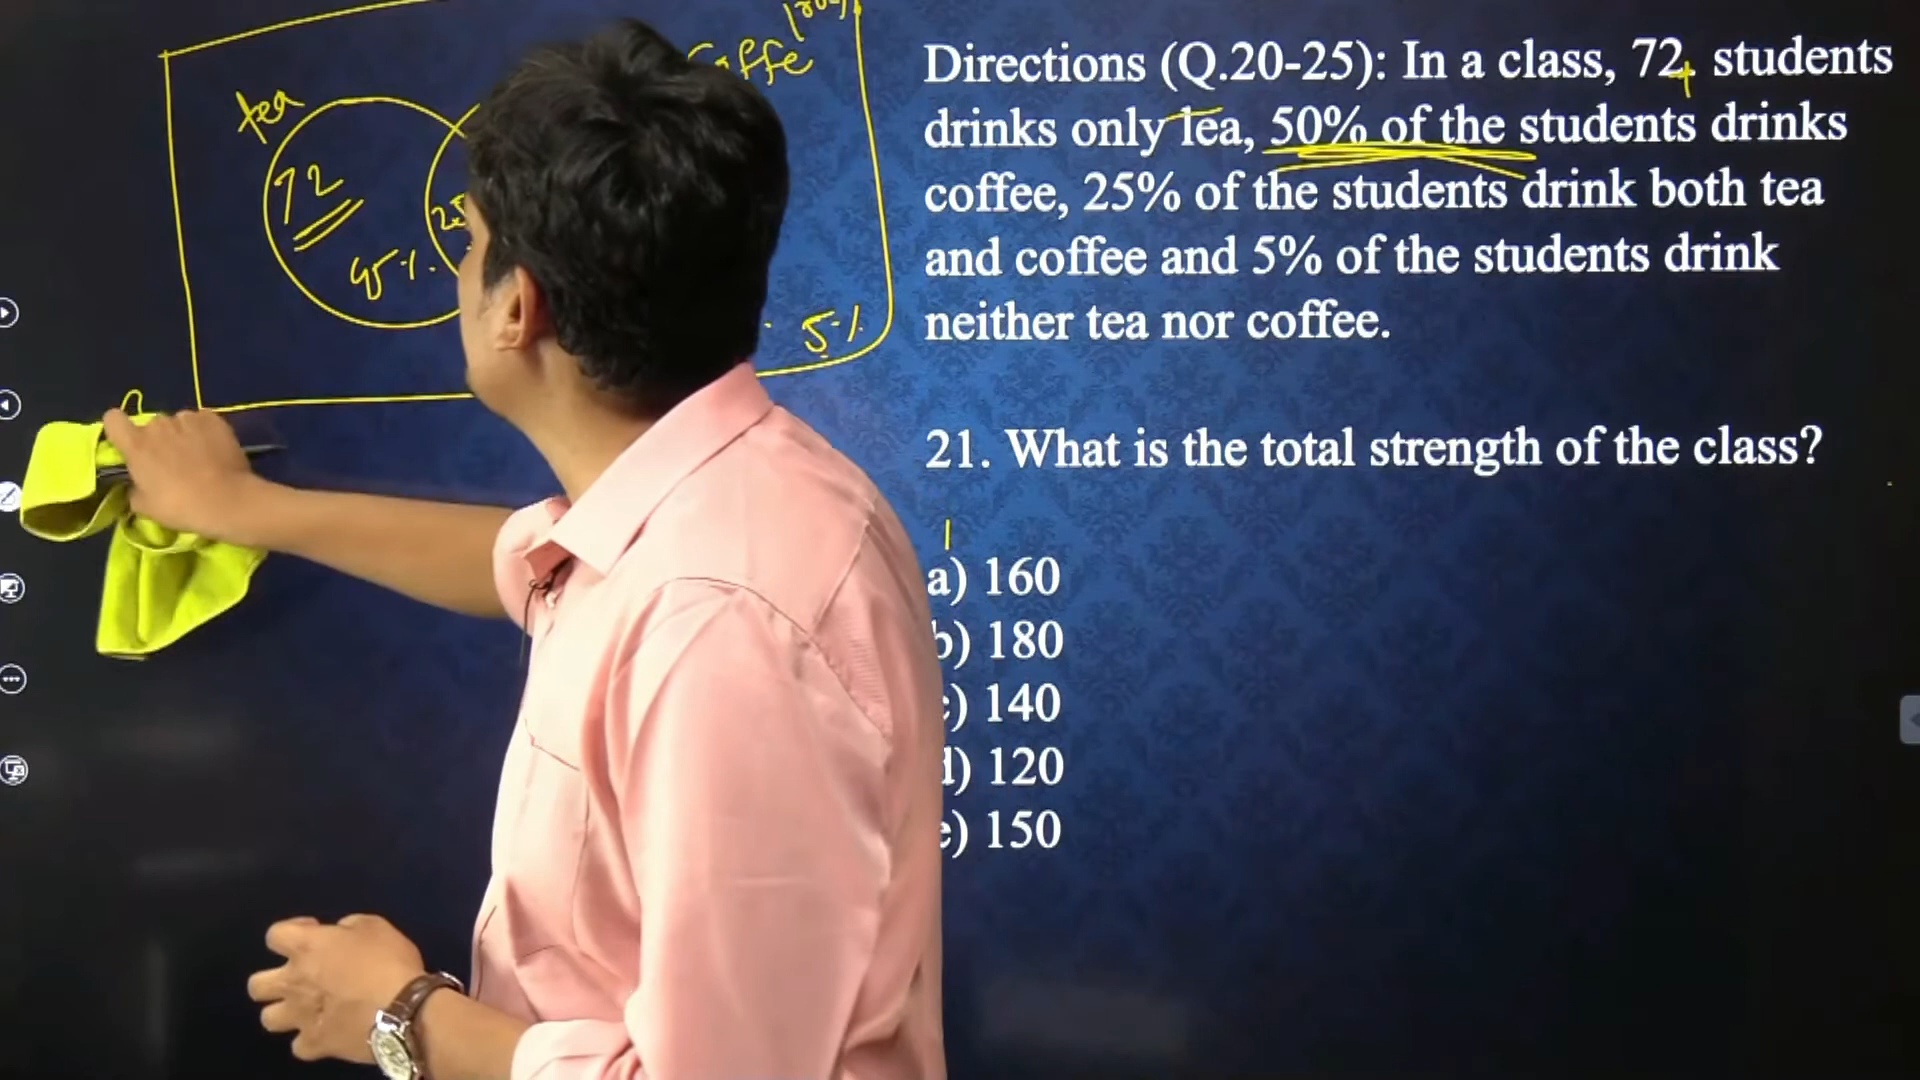 Coffe
tea
72
45%.
5%
Directions (Q.20-25): In a class, 72, students
drinks only tea, 50% of the students drinks
coffee, 25% of the students drink both tea
and coffee and 5% of the students drink
neither tea nor coffee.
21. What is the total strength of the class?
a) 160
b) 180
c) 140
d) 120
e) 150